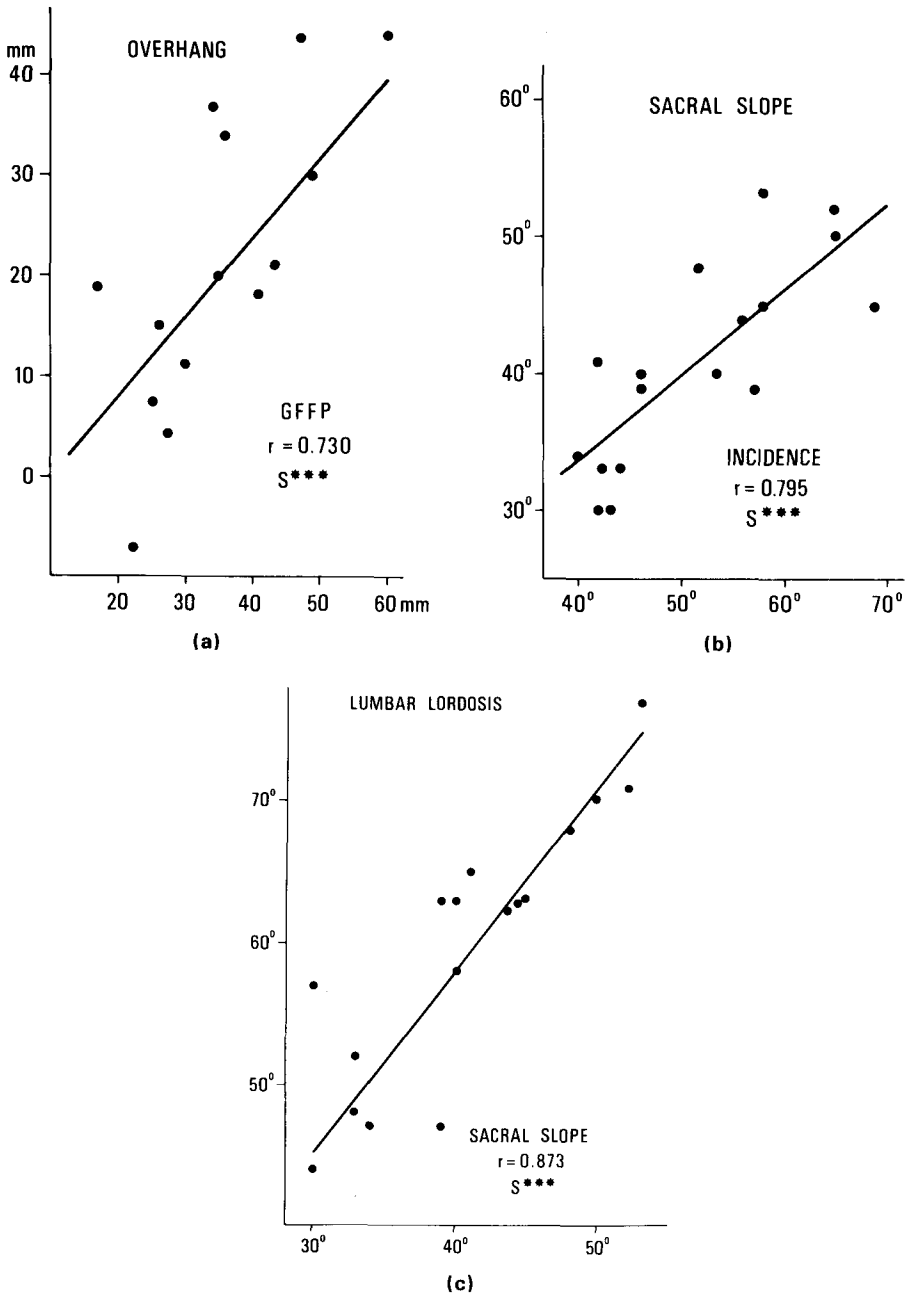 OVERHANG
mm
40
30
20
10
0
GFFP
r = 0.730
S***
20 30 40 50 60 mm
(a)
SACRAL SLOPE
60°
50°
40°
30°
INCIDENCE
r = 0.795
S***
40° 50° 60° 70°
(b)
LUMBAR LORDOSIS
70°
60°
50°
SACRAL SLOPE
r = 0.873
S***
30° 40° 50°
(c)